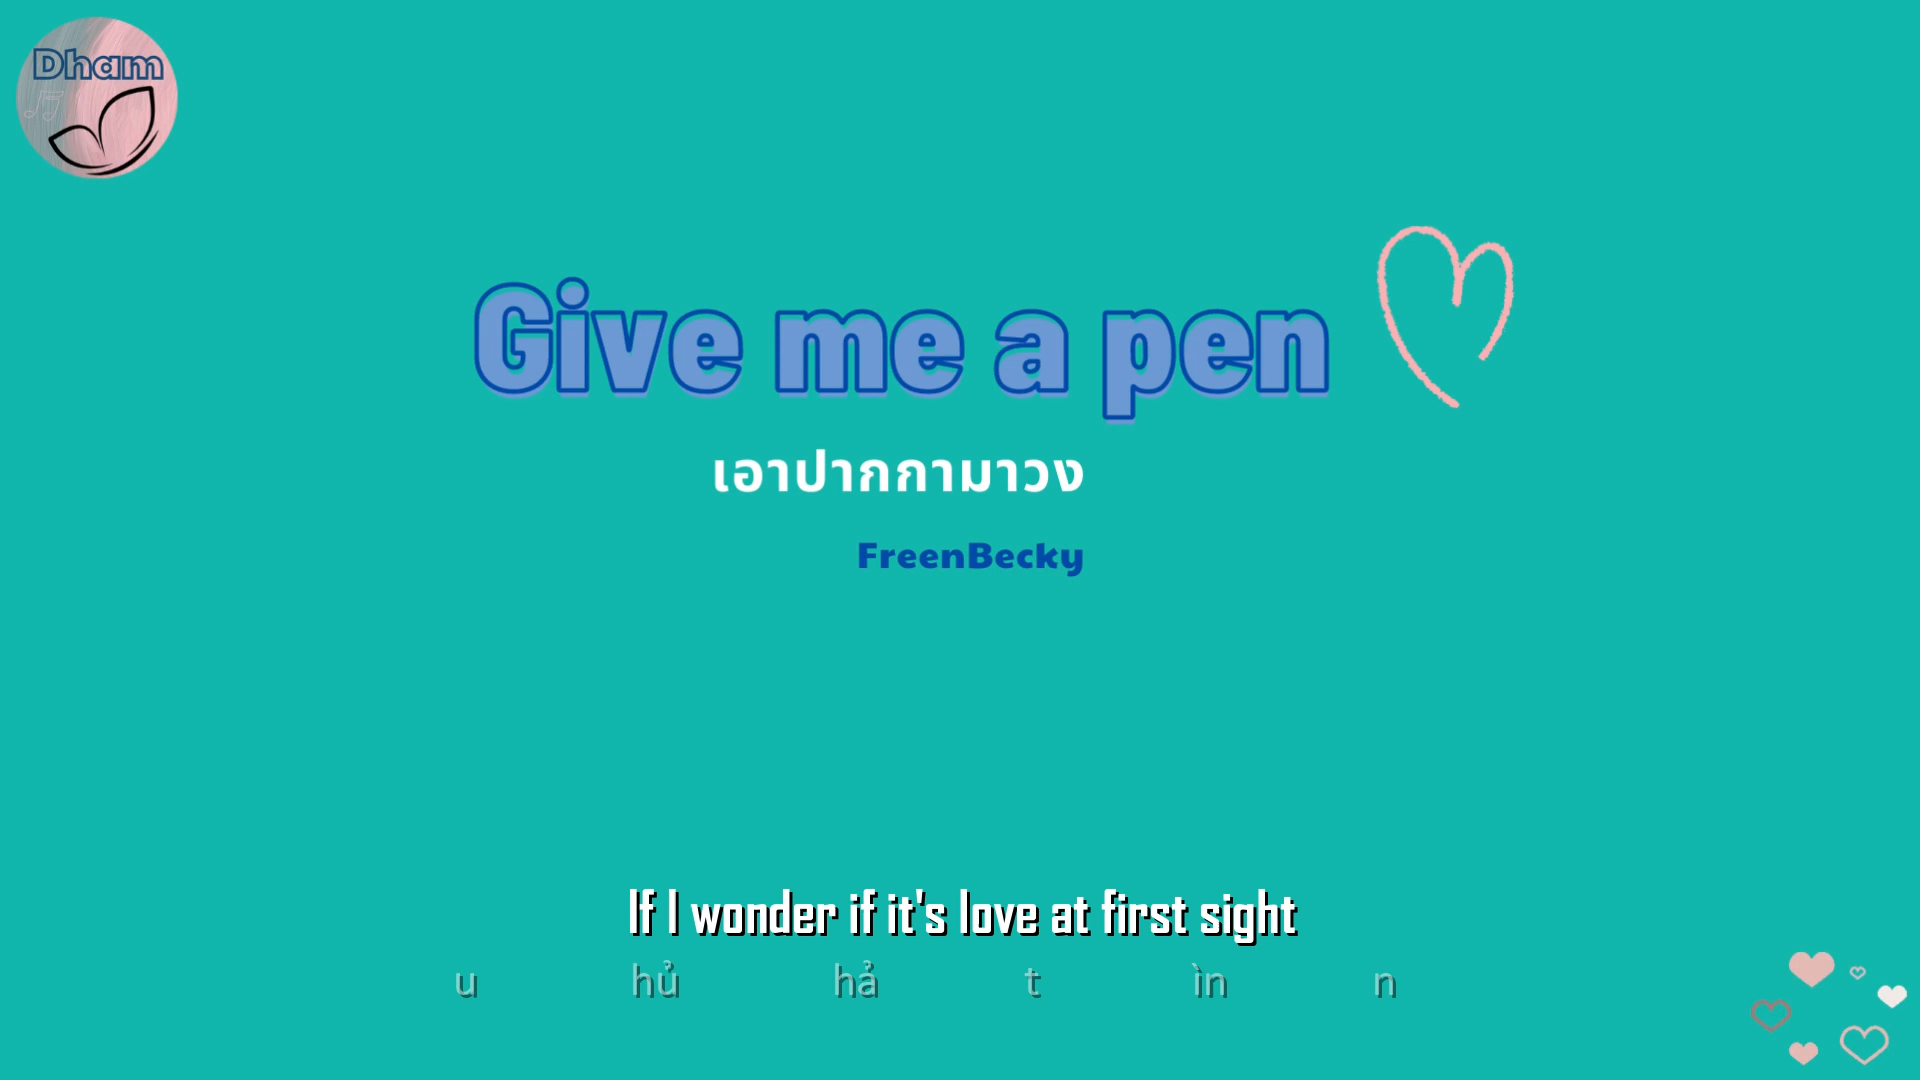 Dham
Give me a pen
เอาปากกามาวง
FreenBecky
If I wonder if it's love at first sight
u hủ hả t ìn n